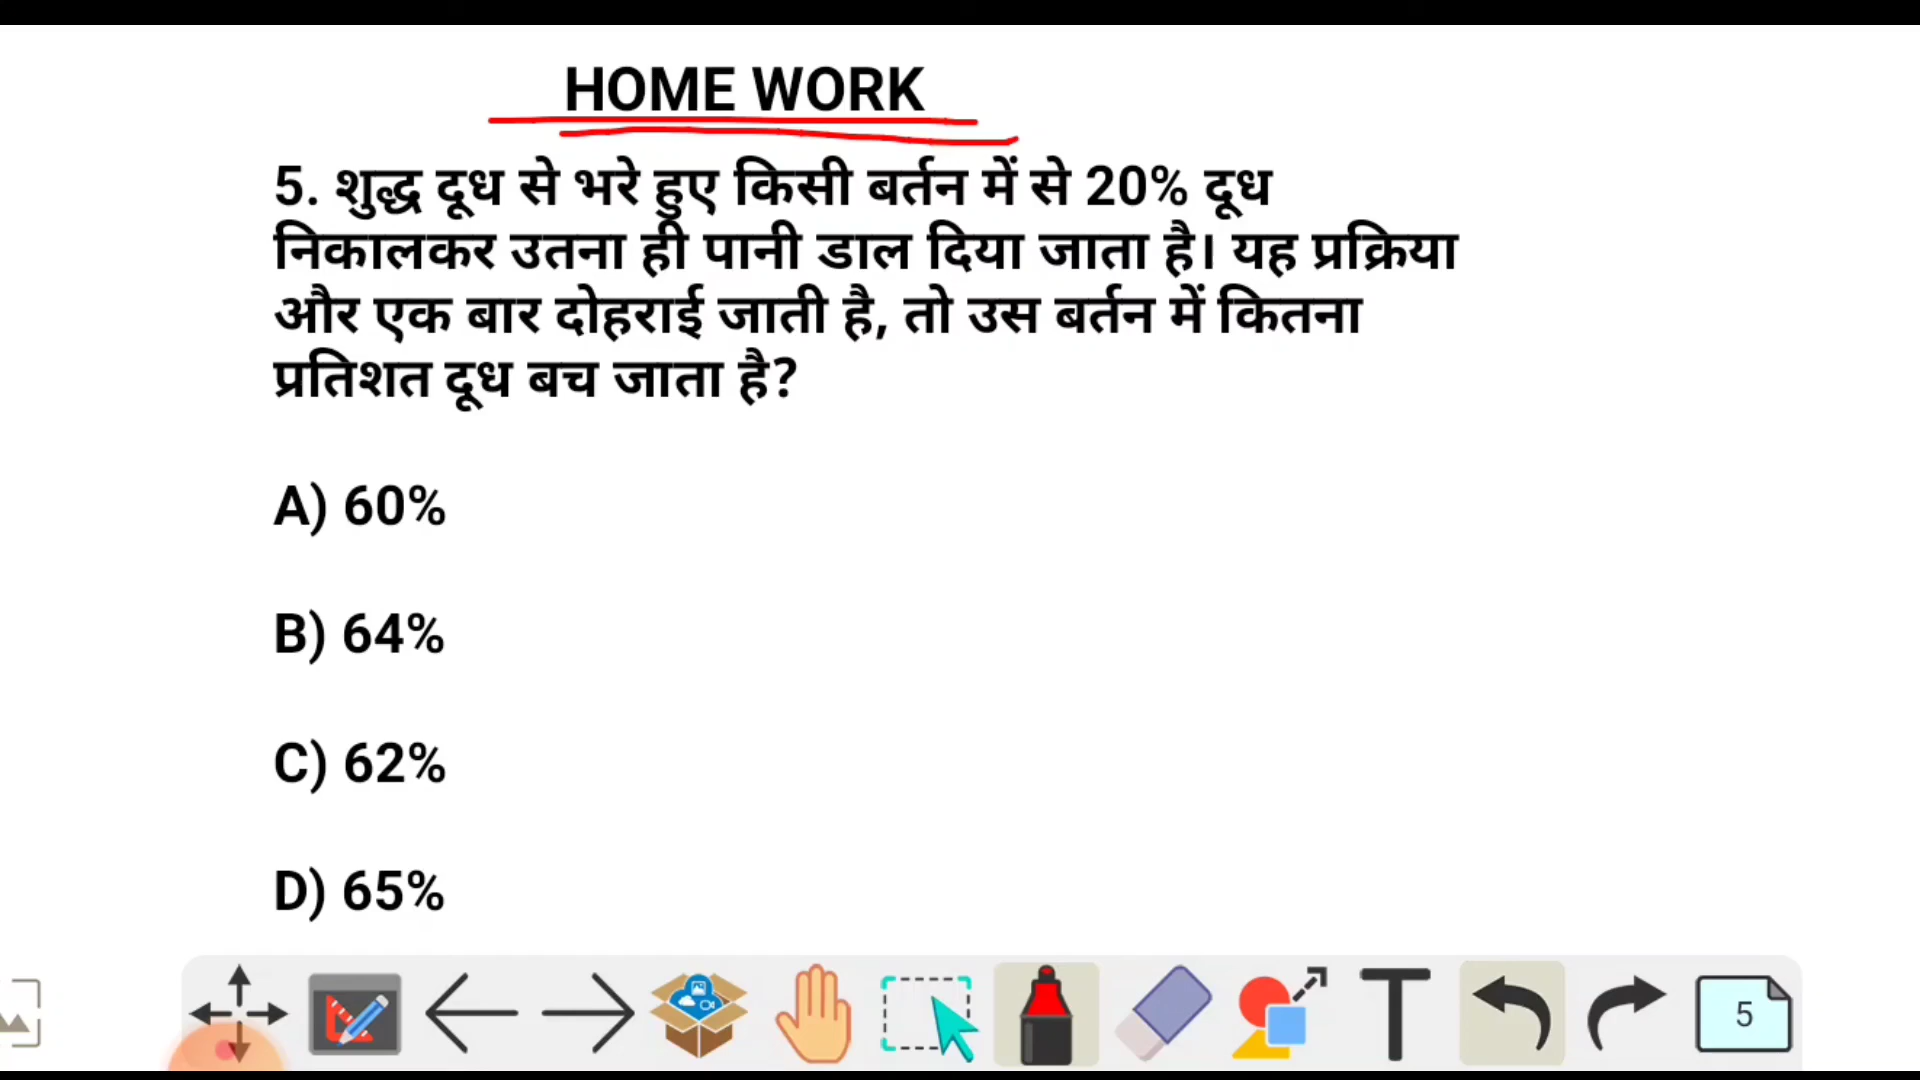 HOME WORK
5. शुद्ध दूध से भरे हुए किसी बर्तन में से 20% दूध
निकालकर उतना ही पानी डाल दिया जाता है। यह प्रक्रिया
और एक बार दोहराई जाती है, तो उस बर्तन में कितना
प्रतिशत दूध बच जाता है?
A) 60%
B) 64%
C) 62%
D) 65%
5